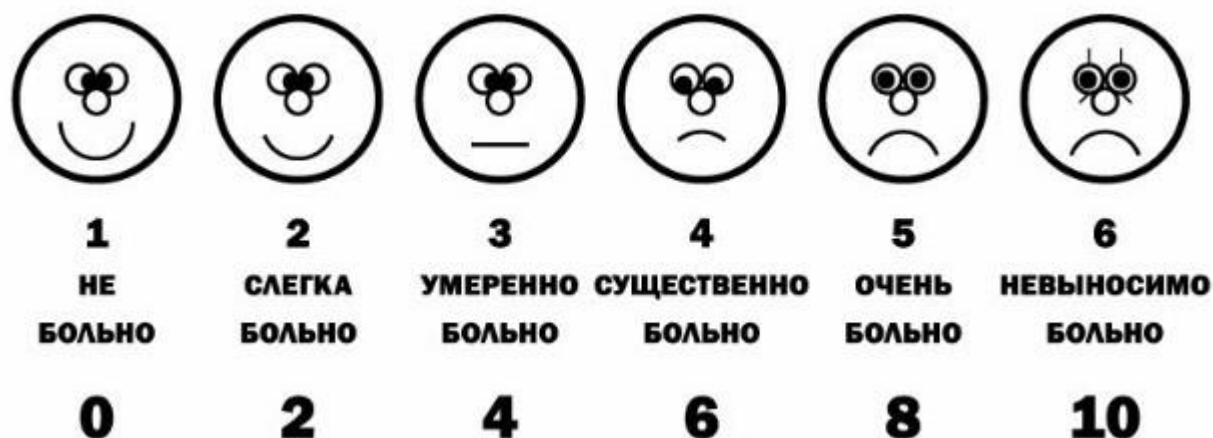 1 2 3 4 5 6
НЕ СЛЕГКА УМЕРЕННО СУЩЕСТВЕННО ОЧЕНЬ НЕВЫНОСИМО
БОЛЬНО БОЛЬНО БОЛЬНО БОЛЬНО БОЛЬНО БОЛЬНО
0 2 4 6 8 10